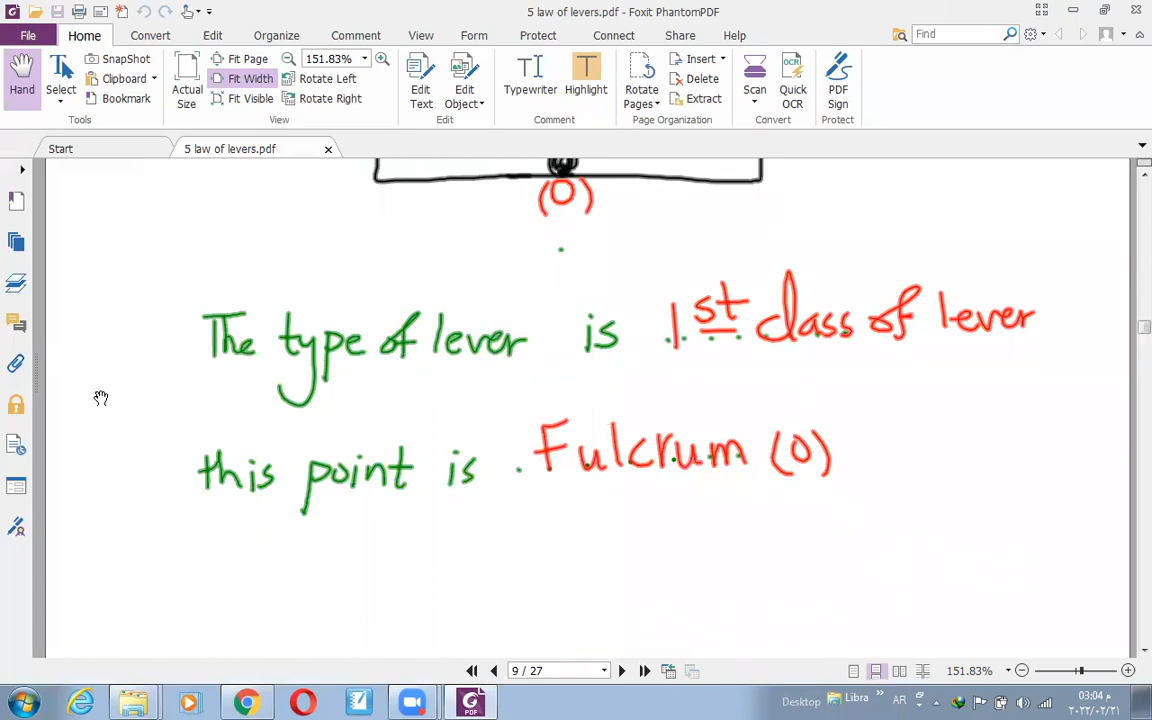 5 law of levers.pdf - Foxit PhantomPDF
File Home Convert Edit Organize Comment View Form Protect Connect Share Help Find
SnapShot
Clipboard
Bookmark
Hand
Select
Tools
Actual Size
Fit Page
Fit Width
Fit Visible
151.83%
Rotate Left
Rotate Right
View
Edit Text
Edit Object
Edit
Typewriter
Highlight
Comment
Rotate Pages
Insert
Delete
Extract
Page Organization
Scan
Quick OCR
Convert
PDF Sign
Protect
Start
5 law of levers.pdf
(O)
The type of lever is 1st class of lever
this point is Fulcrum (O)
9 / 27
151.83%
Desktop Libra AR
03:04 م
٢٠٢٢/٠٢/٢١